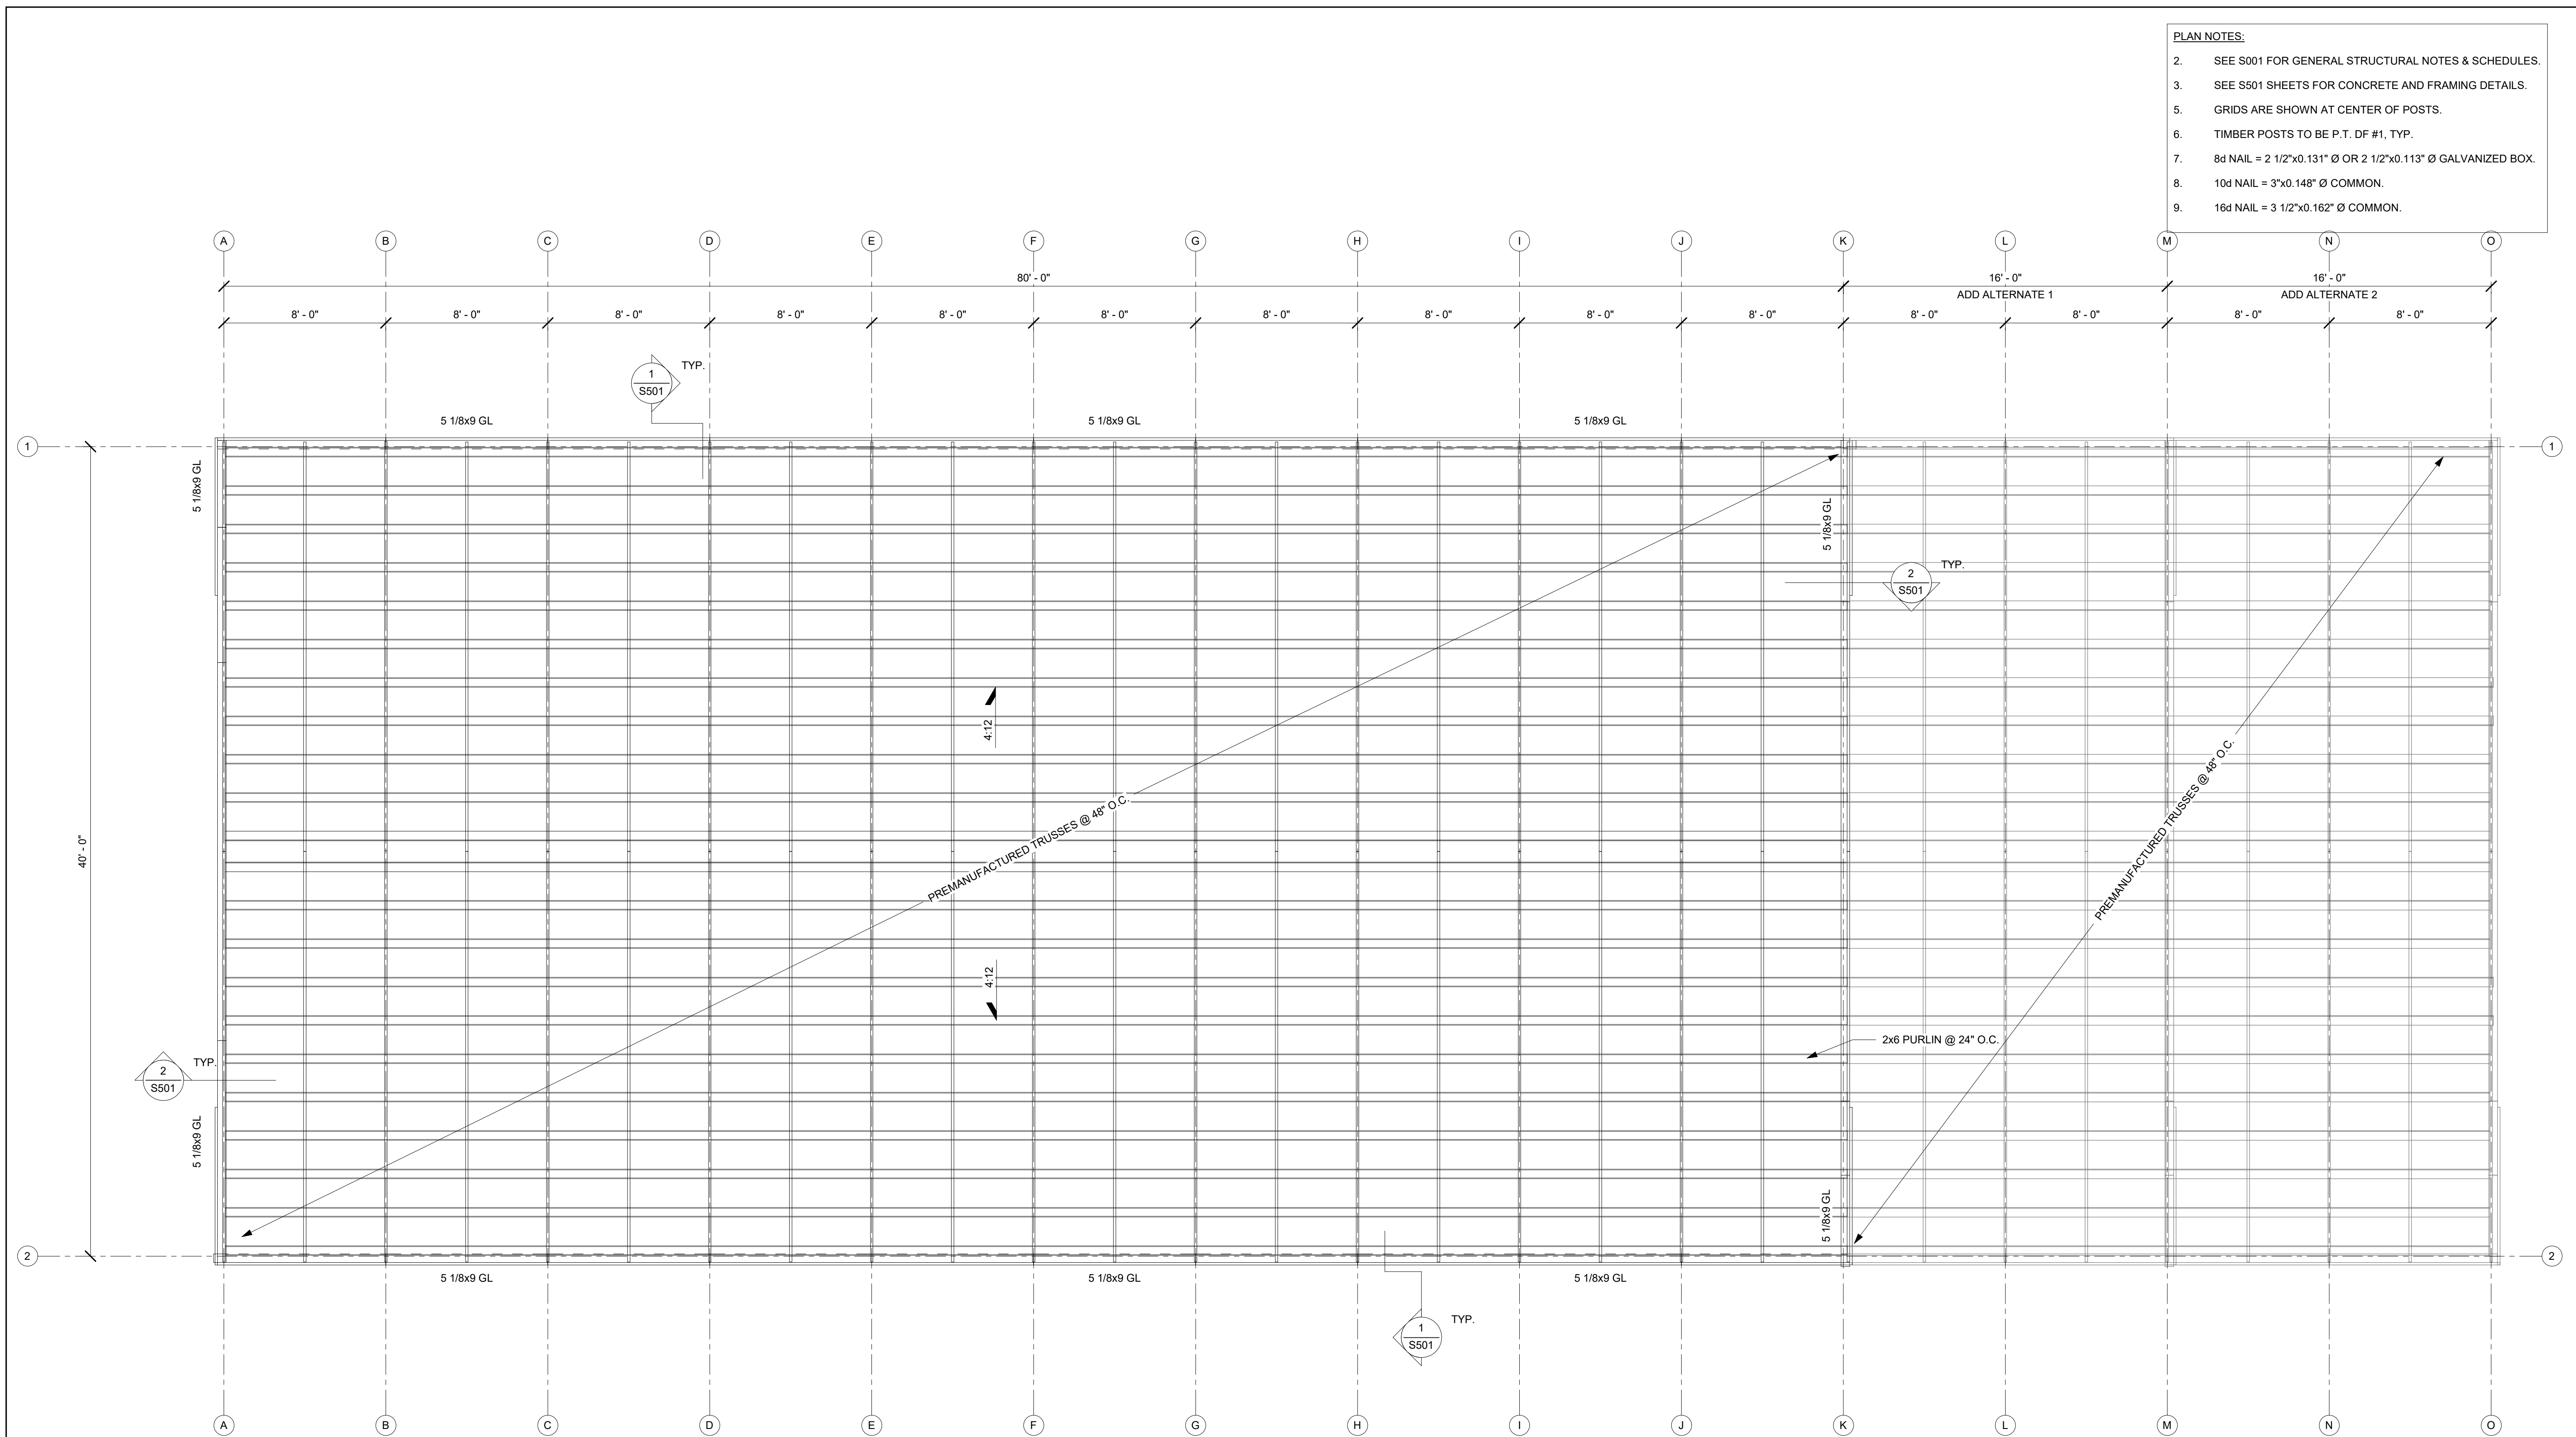 PLAN NOTES:
2. SEE S001 FOR GENERAL STRUCTURAL NOTES & SCHEDULES.
3. SEE S501 SHEETS FOR CONCRETE AND FRAMING DETAILS.
5. GRIDS ARE SHOWN AT CENTER OF POSTS.
6. TIMBER POSTS TO BE P.T. DF #1, TYP.
7. 8d NAIL = 2 1/2"x0.131" Ø OR 2 1/2"x0.113" Ø GALVANIZED BOX.
8. 10d NAIL = 3"x0.148" Ø COMMON.
9. 16d NAIL = 3 1/2"x0.162" Ø COMMON.
A B C D E F G H I J K L M N O
80' - 0" 16' - 0" 16' - 0"
ADD ALTERNATE 1 ADD ALTERNATE 2
8' - 0" 8' - 0" 8' - 0" 8' - 0" 8' - 0" 8' - 0" 8' - 0" 8' - 0" 8' - 0" 8' - 0" 8' - 0" 8' - 0" 8' - 0" 8' - 0"
1
S501
TYP.
5 1/8x9 GL 5 1/8x9 GL 5 1/8x9 GL
1 1
5 1/8x9 GL
5 1/8x9 GL
2
S501
TYP.
4:12
PREMANUFACTURED TRUSSES @ 48" O.C.
PREMANUFACTURED TRUSSES @ 48" O.C.
40' - 0"
4:12
2x6 PURLIN @ 24" O.C.
2
S501
TYP.
5 1/8x9 GL
5 1/8x9 GL
2 2
5 1/8x9 GL 5 1/8x9 GL 5 1/8x9 GL
1
S501
TYP.
A B C D E F G H I J K L M N O